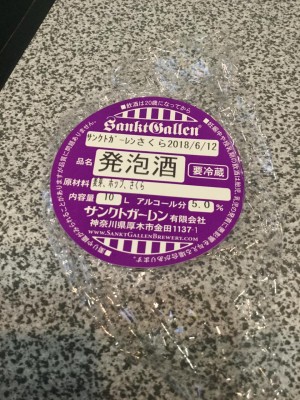 ■飲酒は20歳になってから
SanktGallen
サンクトガーレンさくら2018/6/12
品名 発泡酒 要冷蔵
原材料 麦芽、ホップ、さくら
内容量 10 L アルコール分 5.0 %
サンクトガーレン有限会社
神奈川県厚木市金田1137-1
WWW.SANKTGALLENBREWERY.COM